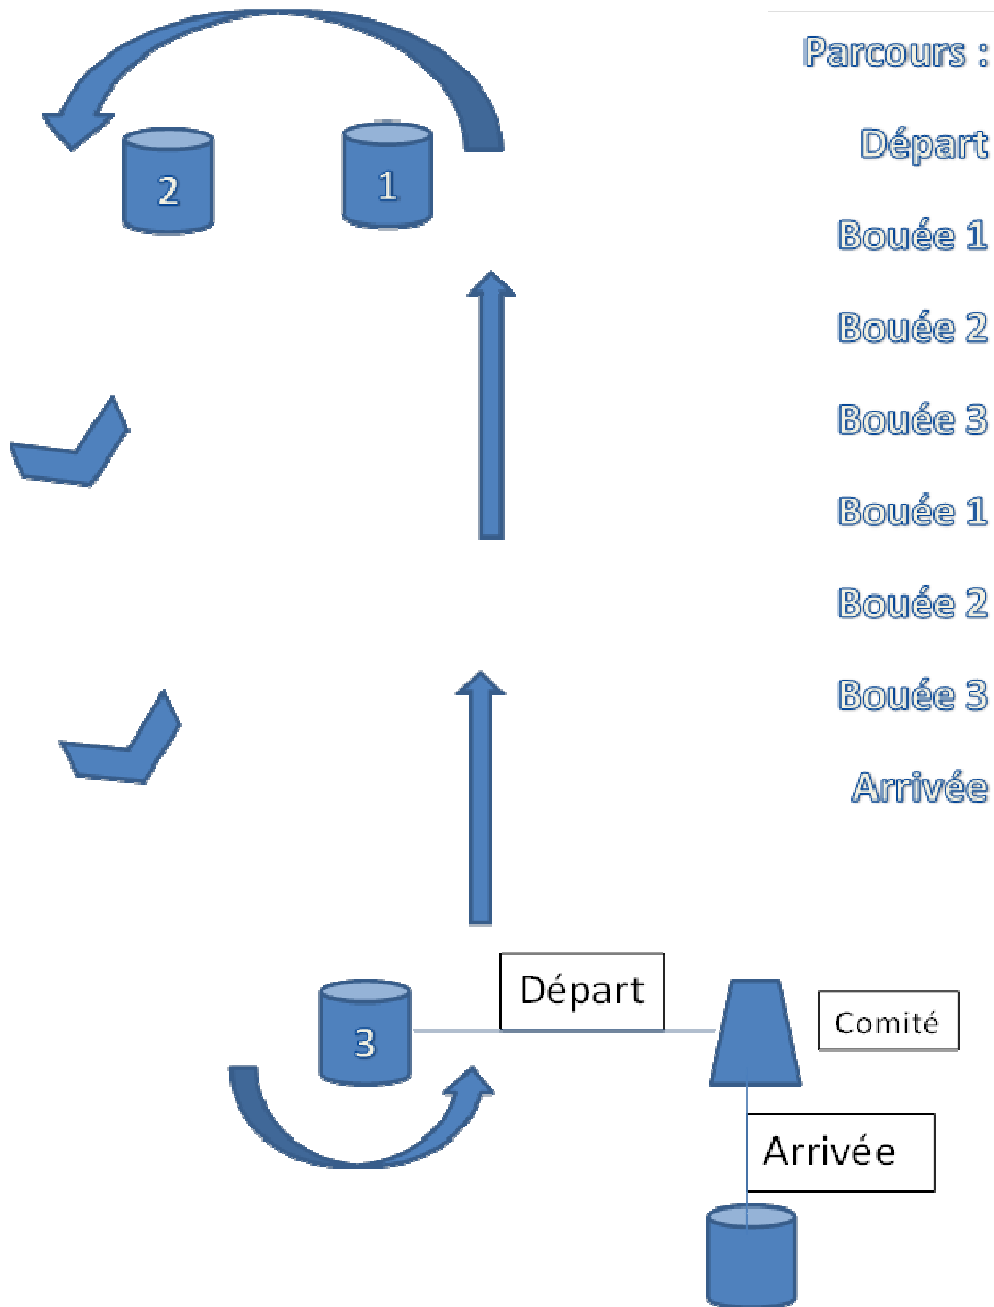 Parcours :
Départ
Bouée 1
Bouée 2
Bouée 3
Bouée 1
Bouée 2
Bouée 3
Arrivée
2
1
3
Départ
Comité
Arrivée